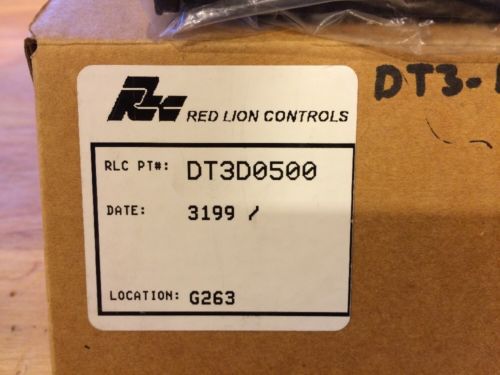 RLC RED LION CONTROLS
RLC PT#: DT3D0500
DATE: 3199 /
LOCATION: G263
DT3-